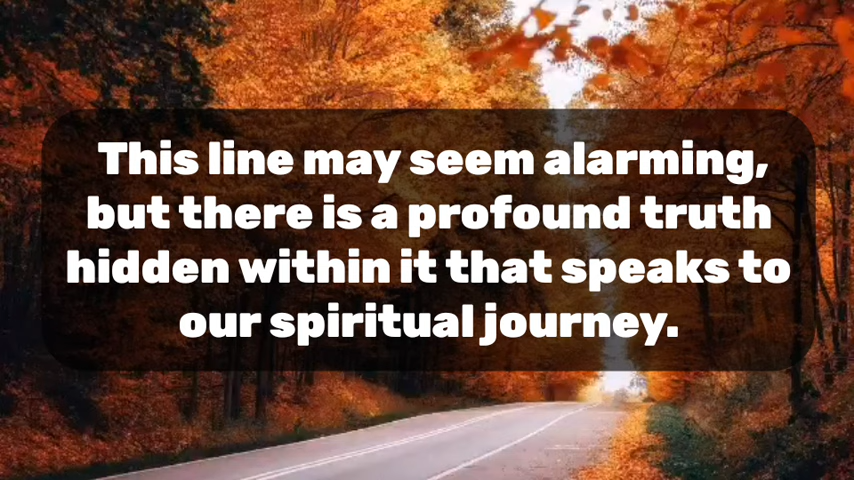 This line may seem alarming,
but there is a profound truth
hidden within it that speaks to
our spiritual journey.